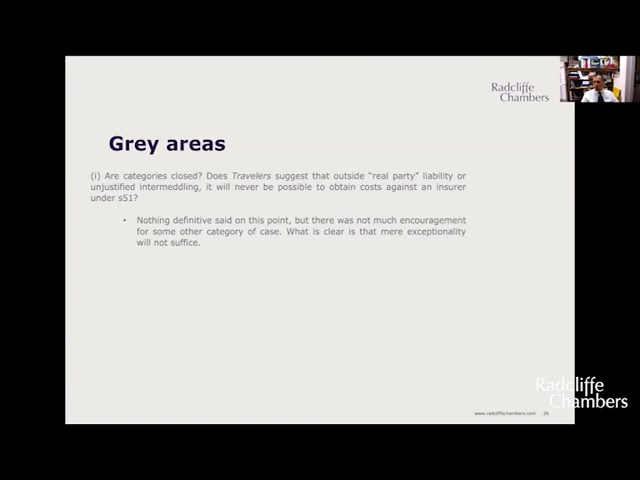 Radcliffe
Chambers
Grey areas
(i) Are categories closed? Does Travelers suggest that outside “real party” liability or
unjustified intermeddling, it will never be possible to obtain costs against an insurer
under s51?
• Nothing definitive said on this point, but there was not much encouragement
for some other category of case. What is clear is that mere exceptionality
will not suffice.
Radcliffe
Chambers
www.radcliffechambers.com 26